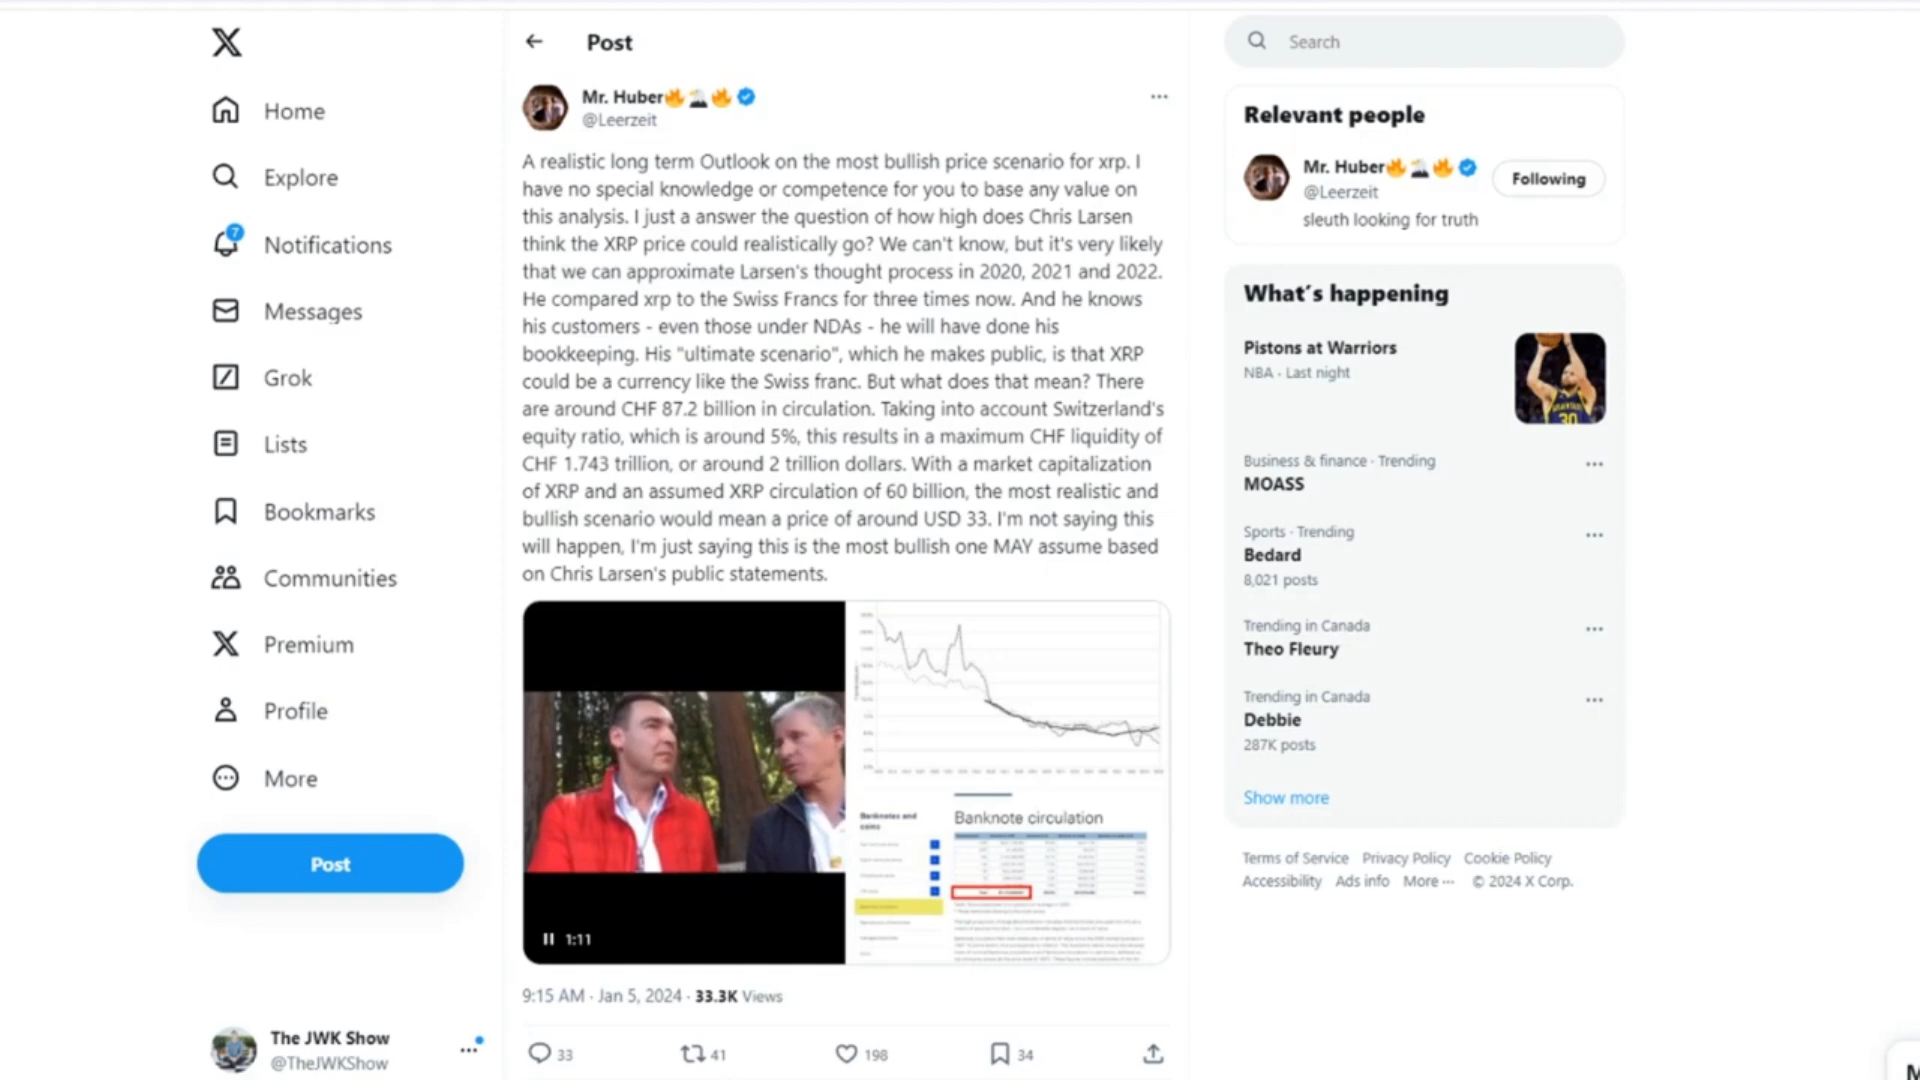 Home
Explore
7
Notifications
Messages
Grok
Lists
Bookmarks
Communities
Premium
Profile
More
Post
The JWK Show
@TheJWKShow
Post
Mr. Huber
@Leerzeit
A realistic long term Outlook on the most bullish price scenario for xrp. I
have no special knowledge or competence for you to base any value on
this analysis. I just a answer the question of how high does Chris Larsen
think the XRP price could realistically go? We can't know, but it's very likely
that we can approximate Larsen's thought process in 2020, 2021 and 2022.
He compared xrp to the Swiss Francs for three times now. And he knows
his customers - even those under NDAs - he will have done his
bookkeeping. His "ultimate scenario", which he makes public, is that XRP
could be a currency like the Swiss franc. But what does that mean? There
are around CHF 87.2 billion in circulation. Taking into account Switzerland's
equity ratio, which is around 5%, this results in a maximum CHF liquidity of
CHF 1.743 trillion, or around 2 trillion dollars. With a market capitalization
of XRP and an assumed XRP circulation of 60 billion, the most realistic and
bullish scenario would mean a price of around USD 33. I'm not saying this
will happen, I'm just saying this is the most bullish one MAY assume based
on Chris Larsen's public statements.
1:11
Banknotes and
coins
Banknote circulation
9:15 AM · Jan 5, 2024 · 33.3K Views
33
41
198
34
Search
Relevant people
Mr. Huber
@Leerzeit
Following
sleuth looking for truth
What's happening
Pistons at Warriors
NBA · Last night
30
Business & finance · Trending
MOASS
Sports · Trending
Bedard
8,021 posts
Trending in Canada
Theo Fleury
Trending in Canada
Debbie
287K posts
Show more
Terms of Service Privacy Policy Cookie Policy
Accessibility Ads info More ··· © 2024 X Corp.